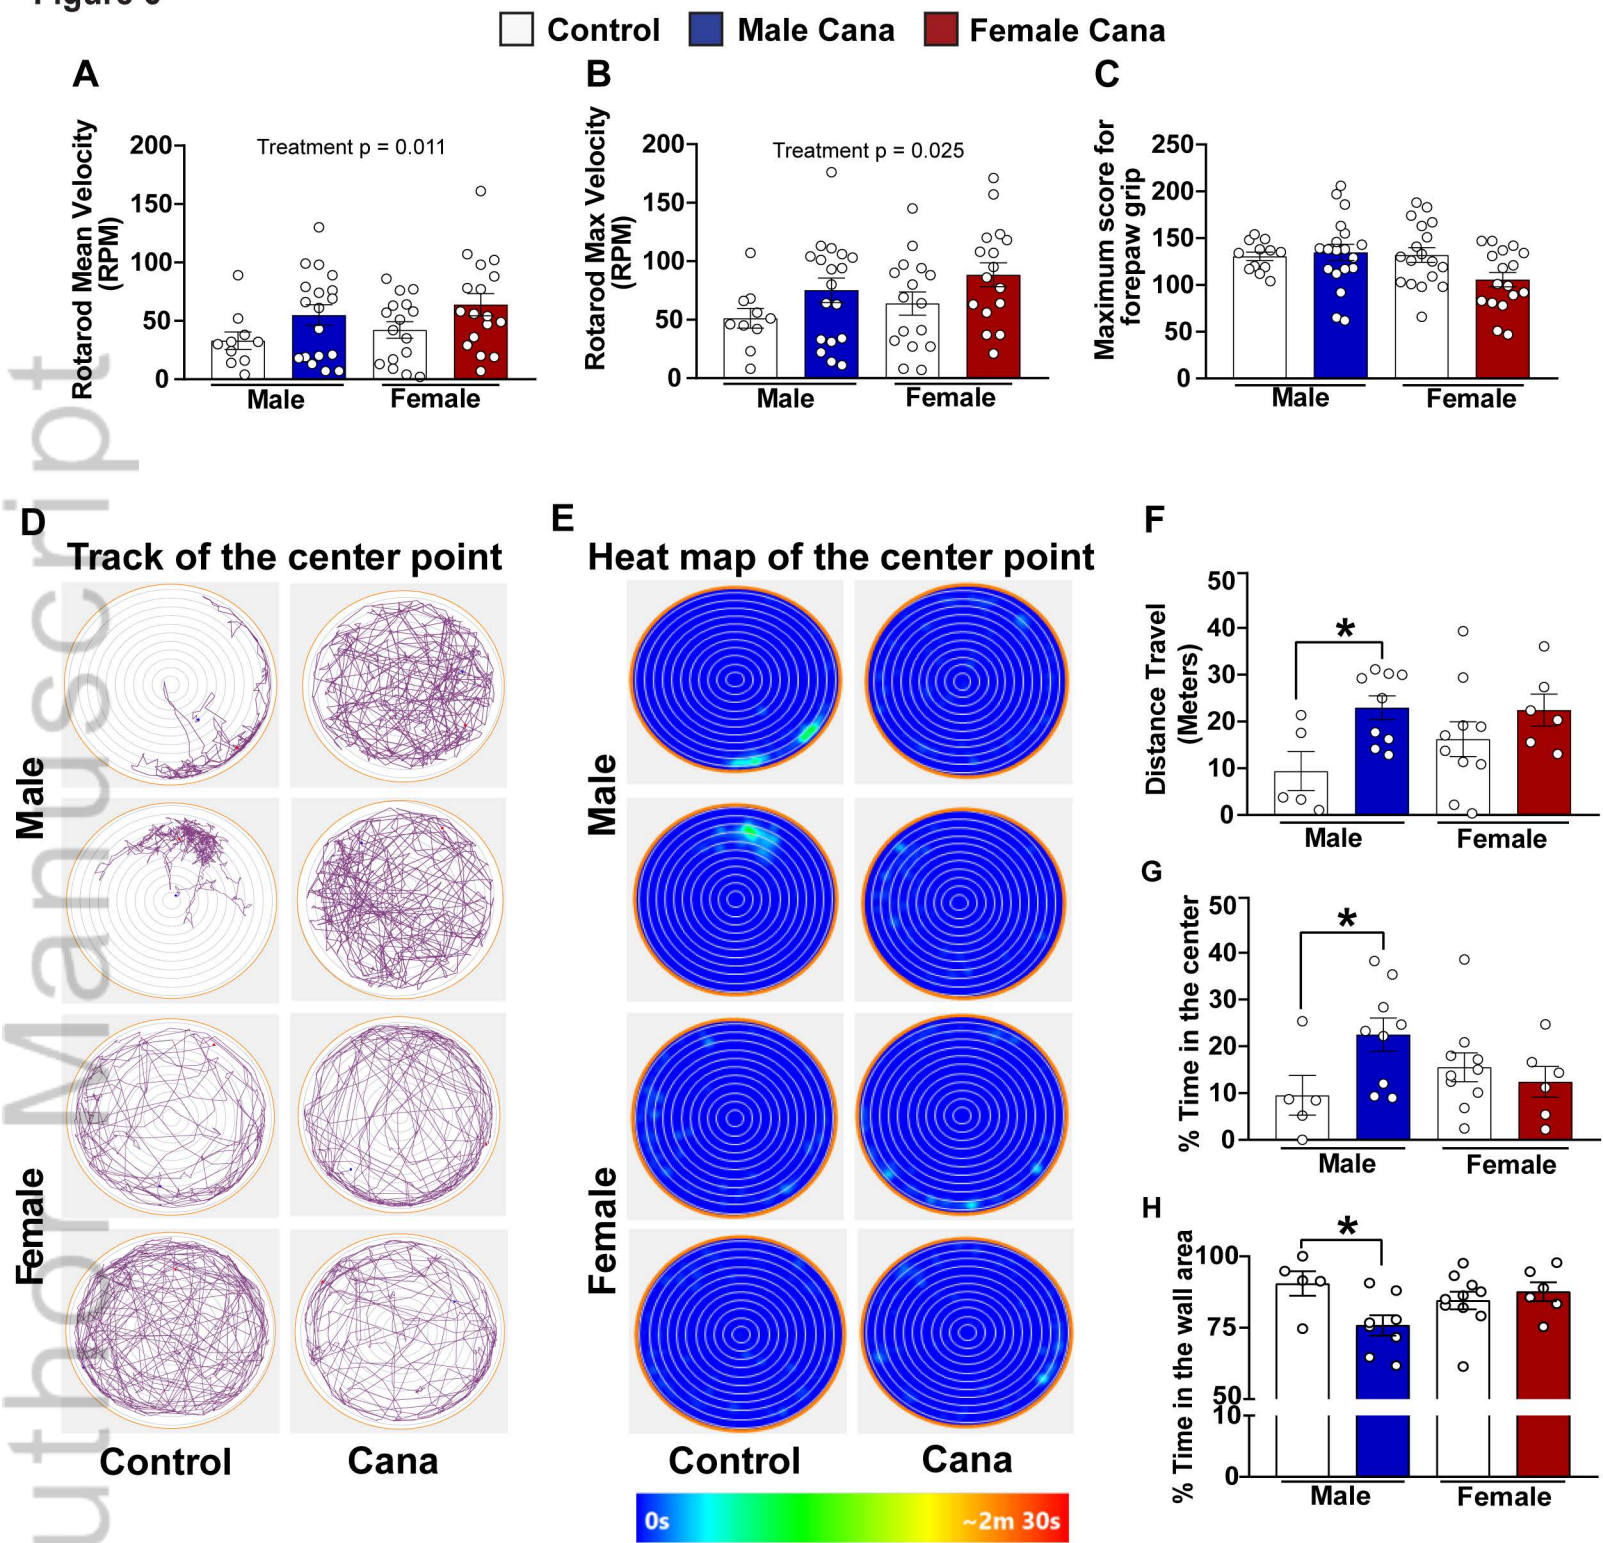 Control Male Cana Female Cana
A
Rotarod Mean Velocity
(RPM)
Treatment p = 0.011
200
150
100
50
0
Male Female
B
Rotarod Max Velocity
(RPM)
Treatment p = 0.025
200
150
100
50
0
Male Female
C
Maximum score for
forepaw grip
250
200
150
100
50
0
Male Female
D
Track of the center point
Male
Female
Control Cana
E
Heat map of the center point
Male
Female
Control Cana
0s ~2m 30s
F
Distance Travel
(Meters)
50
40
30
20
10
0
*
Male Female
G
% Time in the center
50
40
30
20
10
0
*
Male Female
H
% Time in the wall area
100
75
50
10
0
*
Male Female
uthor Manuscript